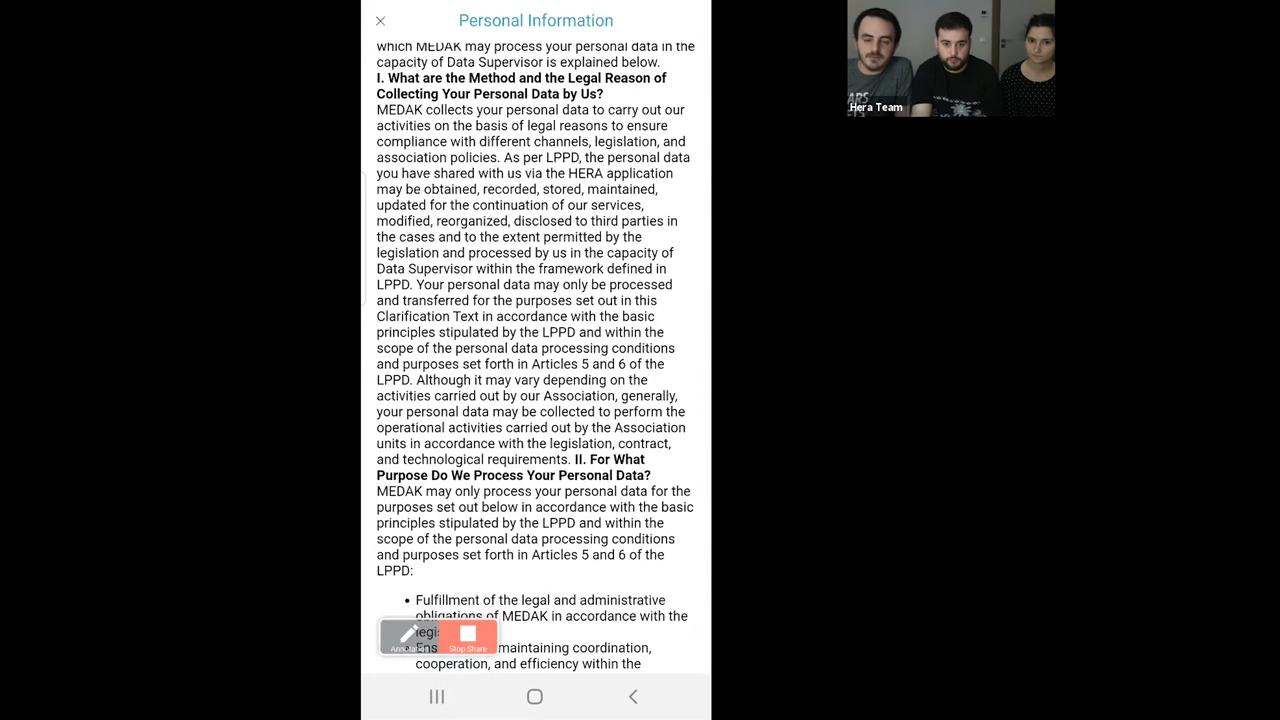 Personal Information
which MEDAK may process your personal data in the
capacity of Data Supervisor is explained below.
I. What are the Method and the Legal Reason of
Collecting Your Personal Data by Us?
MEDAK collects your personal data to carry out our
activities on the basis of legal reasons to ensure
compliance with different channels, legislation, and
association policies. As per LPPD, the personal data
you have shared with us via the HERA application
may be obtained, recorded, stored, maintained,
updated for the continuation of our services,
modified, reorganized, disclosed to third parties in
the cases and to the extent permitted by the
legislation and processed by us in the capacity of
Data Supervisor within the framework defined in
LPPD. Your personal data may only be processed
and transferred for the purposes set out in this
Clarification Text in accordance with the basic
principles stipulated by the LPPD and within the
scope of the personal data processing conditions
and purposes set forth in Articles 5 and 6 of the
LPPD. Although it may vary depending on the
activities carried out by our Association, generally,
your personal data may be collected to perform the
operational activities carried out by the Association
units in accordance with the legislation, contract,
and technological requirements. II. For What
Purpose Do We Process Your Personal Data?
MEDAK may only process your personal data for the
purposes set out below in accordance with the basic
principles stipulated by the LPPD and within the
scope of the personal data processing conditions
and purposes set forth in Articles 5 and 6 of the
LPPD:
• Fulfillment of the legal and administrative
obligations of MEDAK in accordance with the
maintaining coordination,
cooperation, and efficiency within the
Annotation
Stop Share
Hera Team